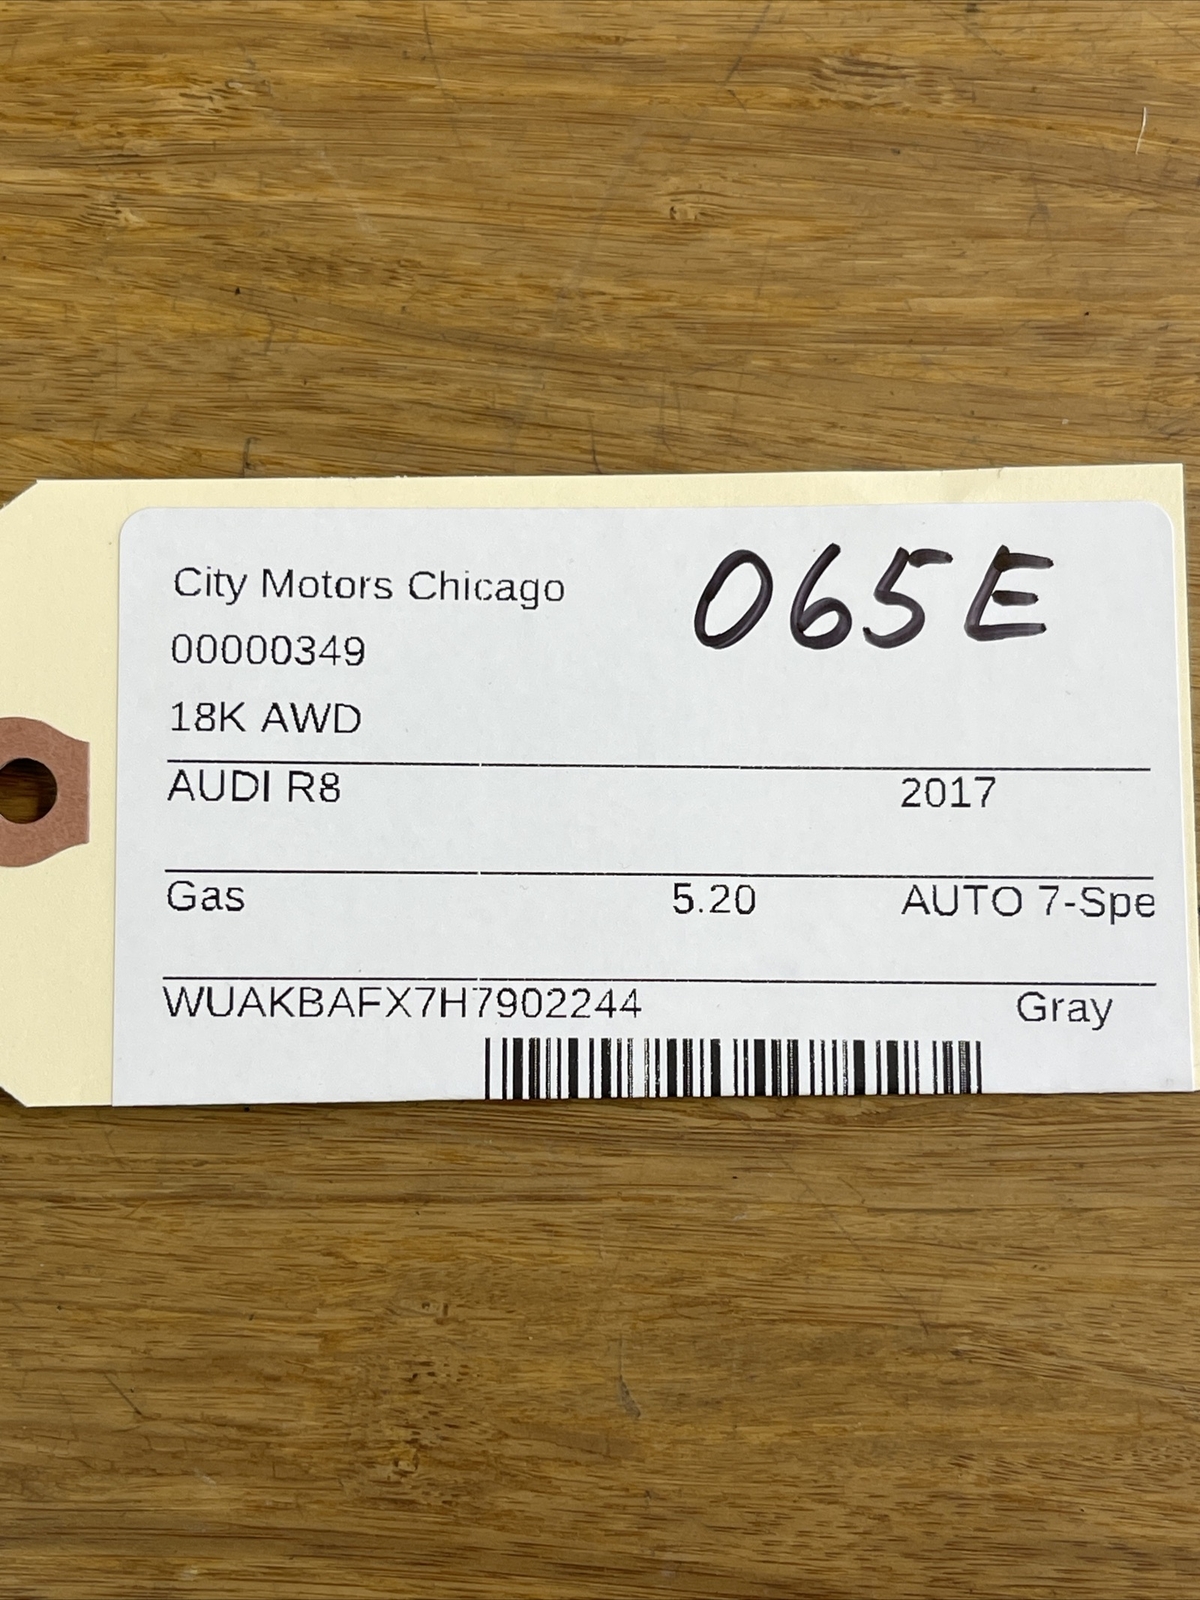 City Motors Chicago 065E
00000349
18K AWD
AUDI R8 2017
Gas 5.20 AUTO 7-Spe
WUAKBAFX7H7902244 Gray